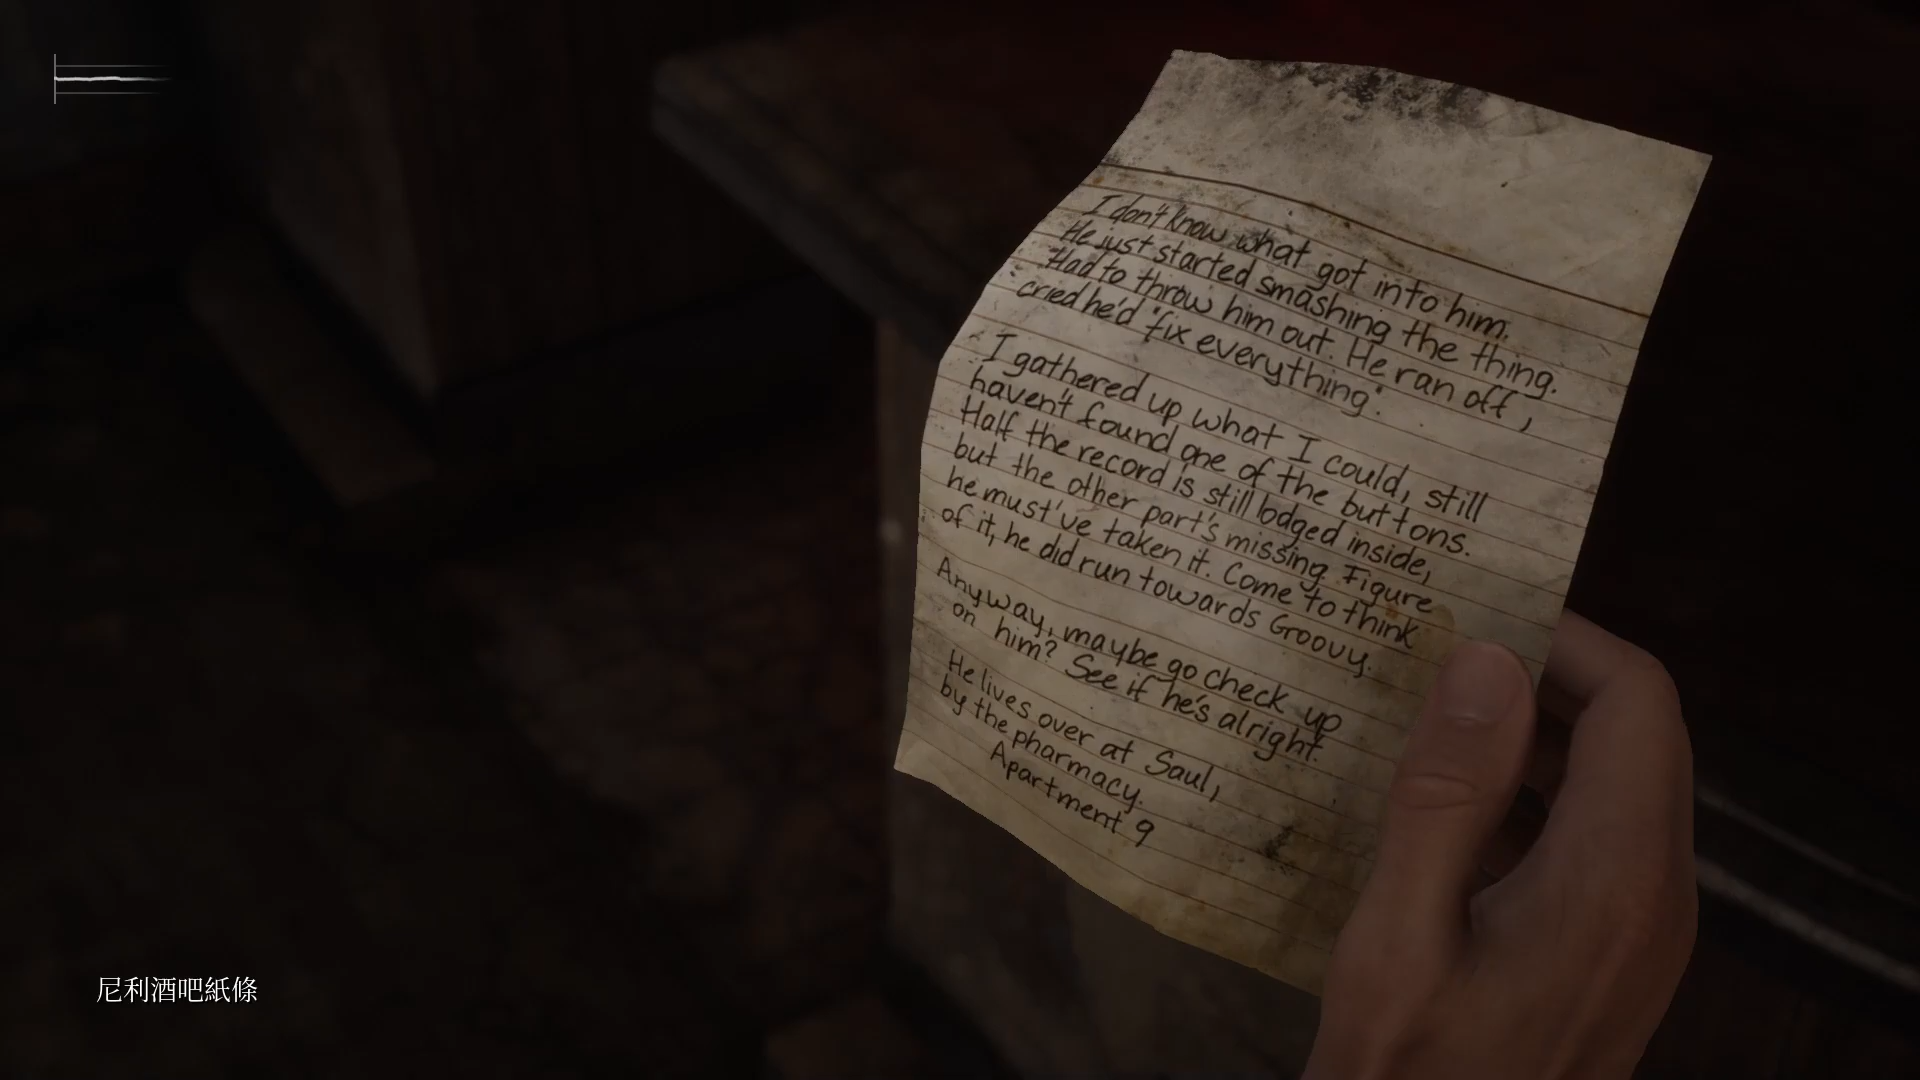 I don't know what got into him.
He just started smashing the thing.
Had to throw him out. He ran off,
cried he'd "fix everything".
I gathered up what I could, still
haven't found one of the buttons.
Half the record is still lodged inside,
but the other part's missing. Figure
he must've taken it. Come to think
of it, he did run towards Groovy.
Anyway, maybe go check up
on him? See if he's alright.
He lives over at Saul,
by the pharmacy.
Apartment 9
尼利酒吧紙條